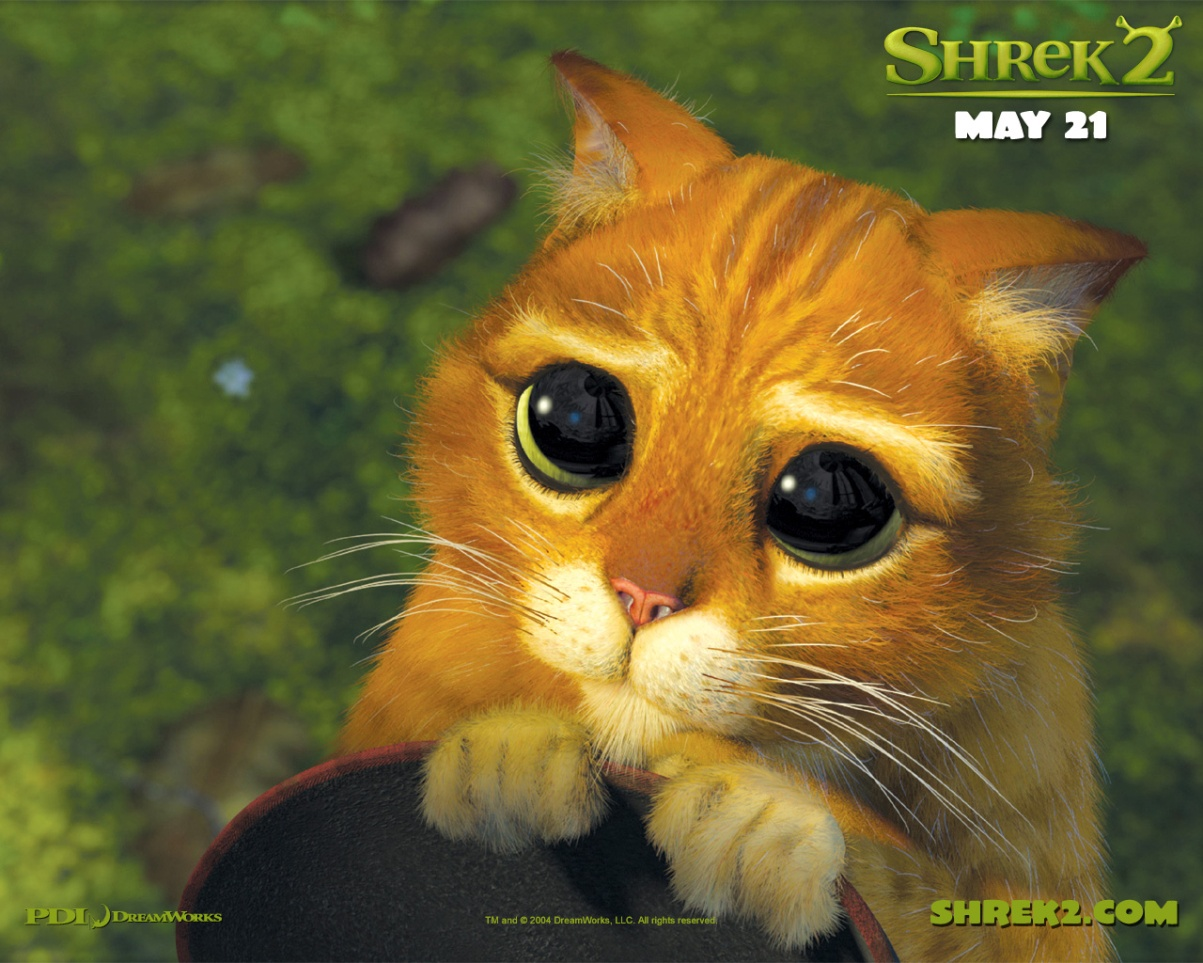 SHREK 2
MAY 21
PDI DREAMWORKS
TM and © 2004 DreamWorks, LLC. All rights reserved.
SHREK2.COM